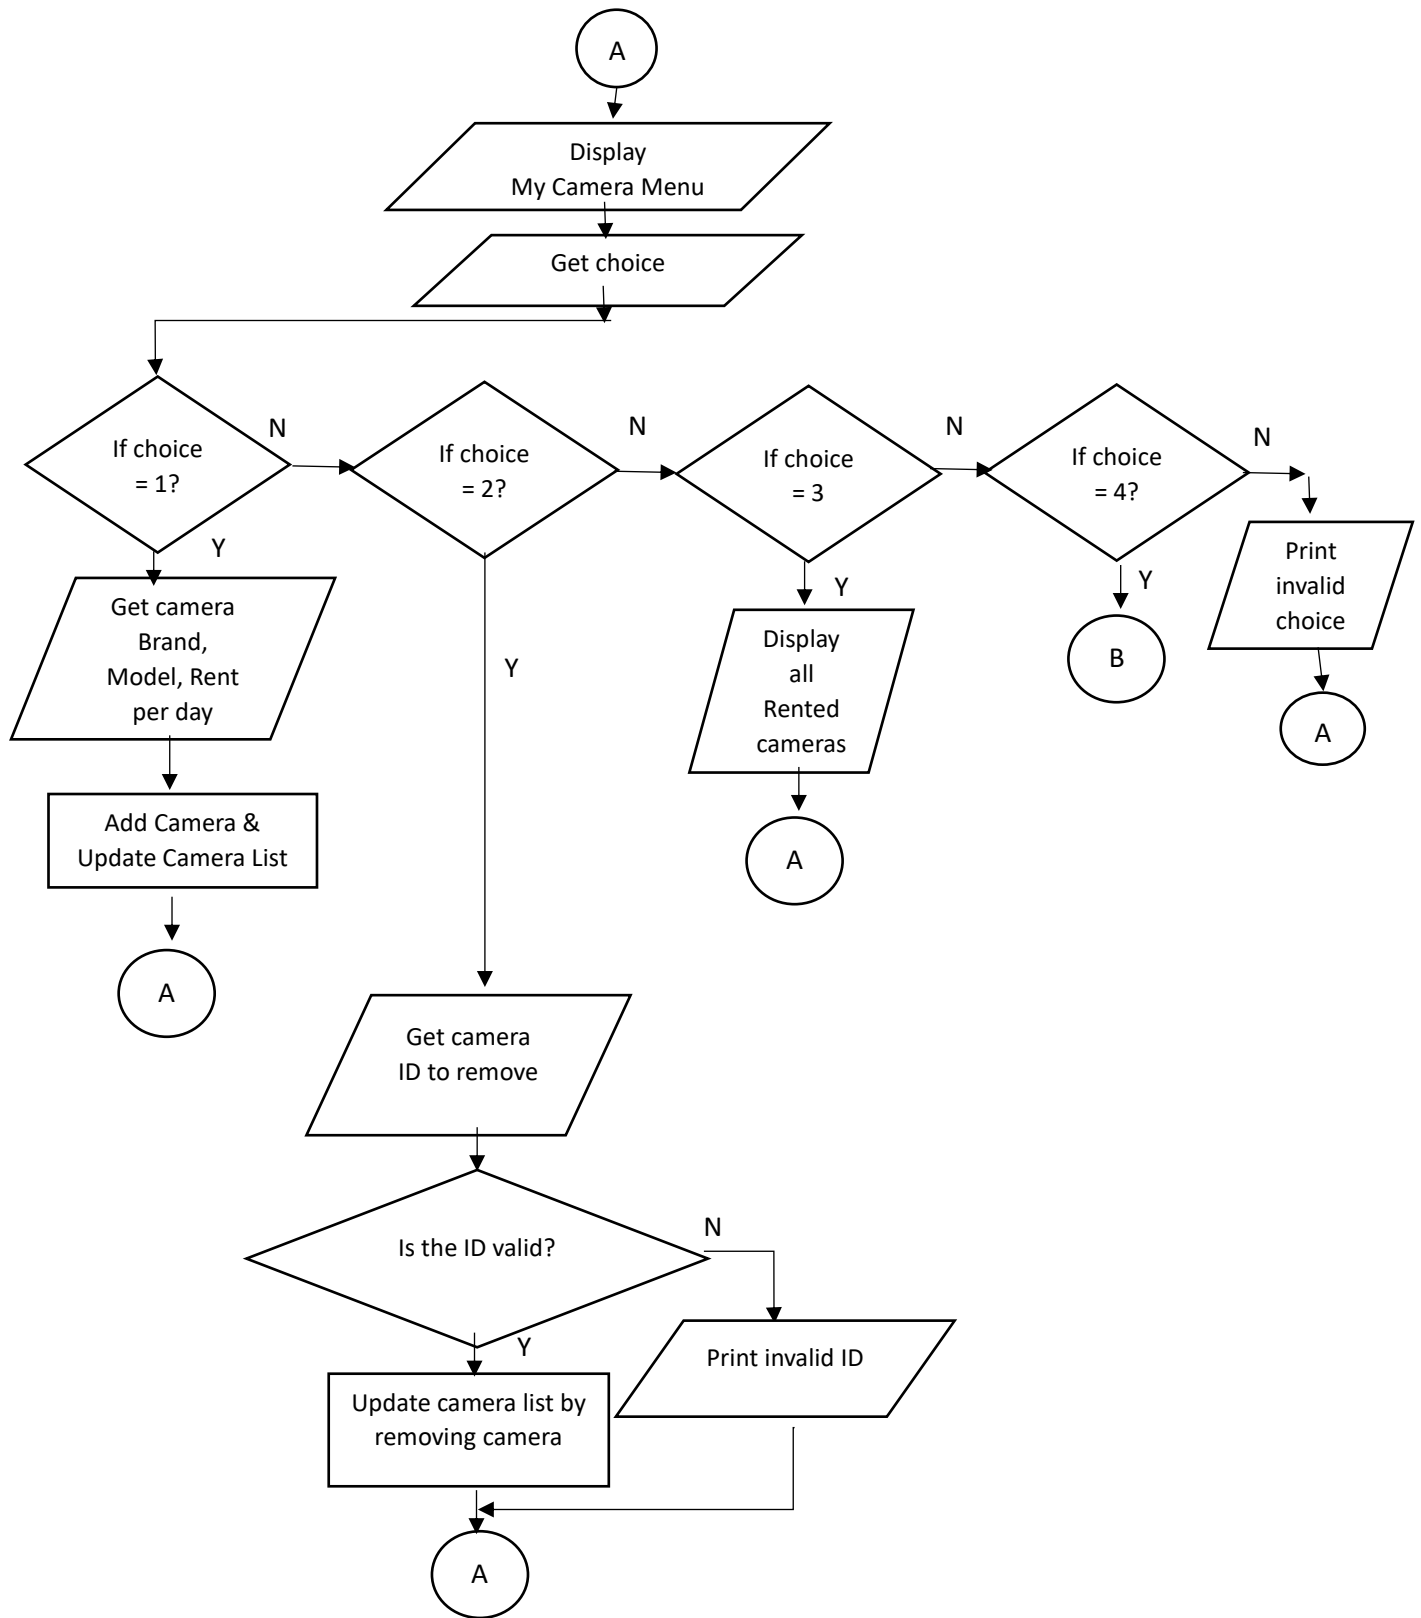 A
Display
My Camera Menu
Get choice
If choice
= 1?
N
If choice
= 2?
N
If choice
= 3
N
If choice
= 4?
N
Y
Get camera
Brand,
Model, Rent
per day
Add Camera &
Update Camera List
A
Y
Y
Display
all
Rented
cameras
A
Y
B
Print
invalid
choice
A
Get camera
ID to remove
Is the ID valid?
N
Y
Print invalid ID
Update camera list by
removing camera
A